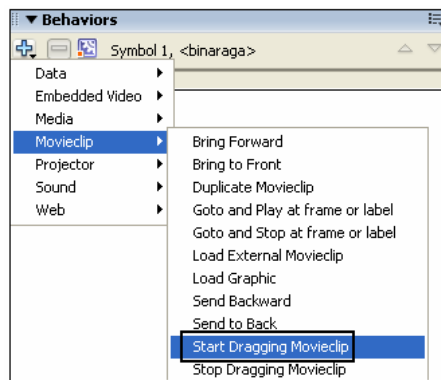 Behaviors
Symbol 1, <binaraga>
Data
Embedded Video
Media
Movieclip
Projector
Sound
Web
Bring Forward
Bring to Front
Duplicate Movieclip
Goto and Play at frame or label
Goto and Stop at frame or label
Load External Movieclip
Load Graphic
Send Backward
Send to Back
Start Dragging Movieclip
Stop Dragging Movieclip